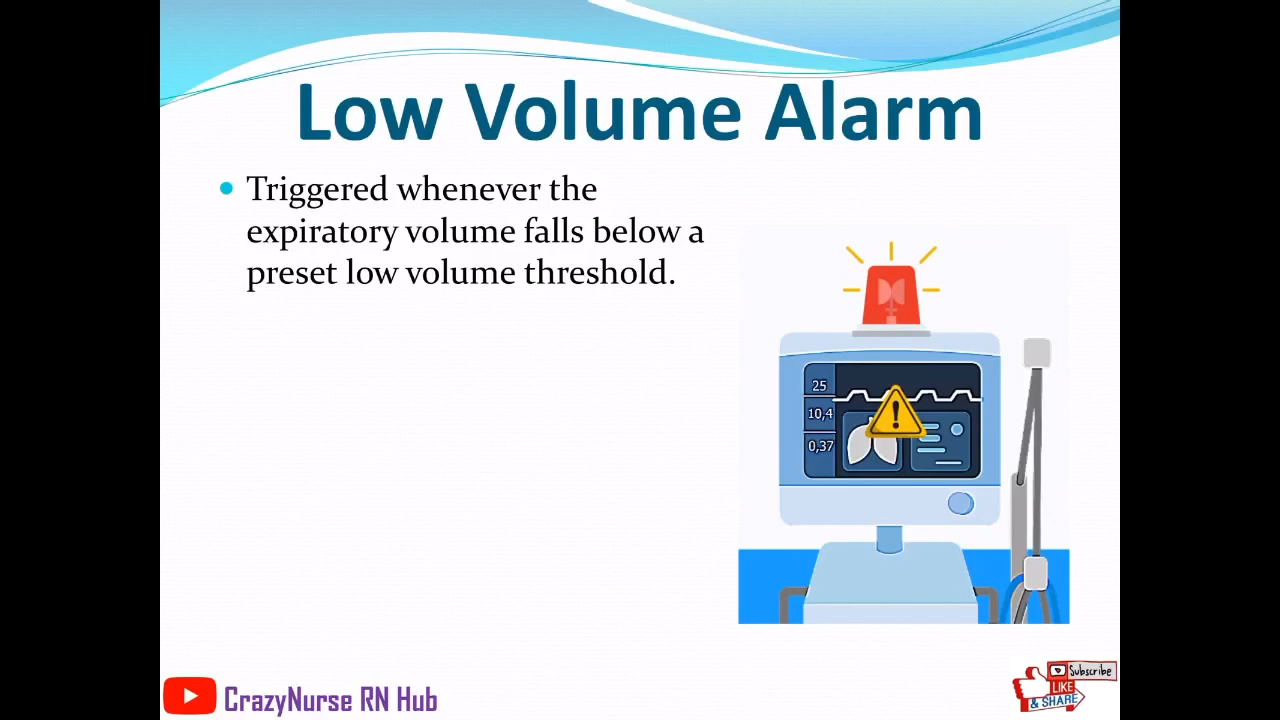 Low Volume Alarm
• Triggered whenever the
expiratory volume falls below a
preset low volume threshold.
25
10,4
0,37
CrazyNurse RN Hub
Subscribe
LIKE
& SHARE